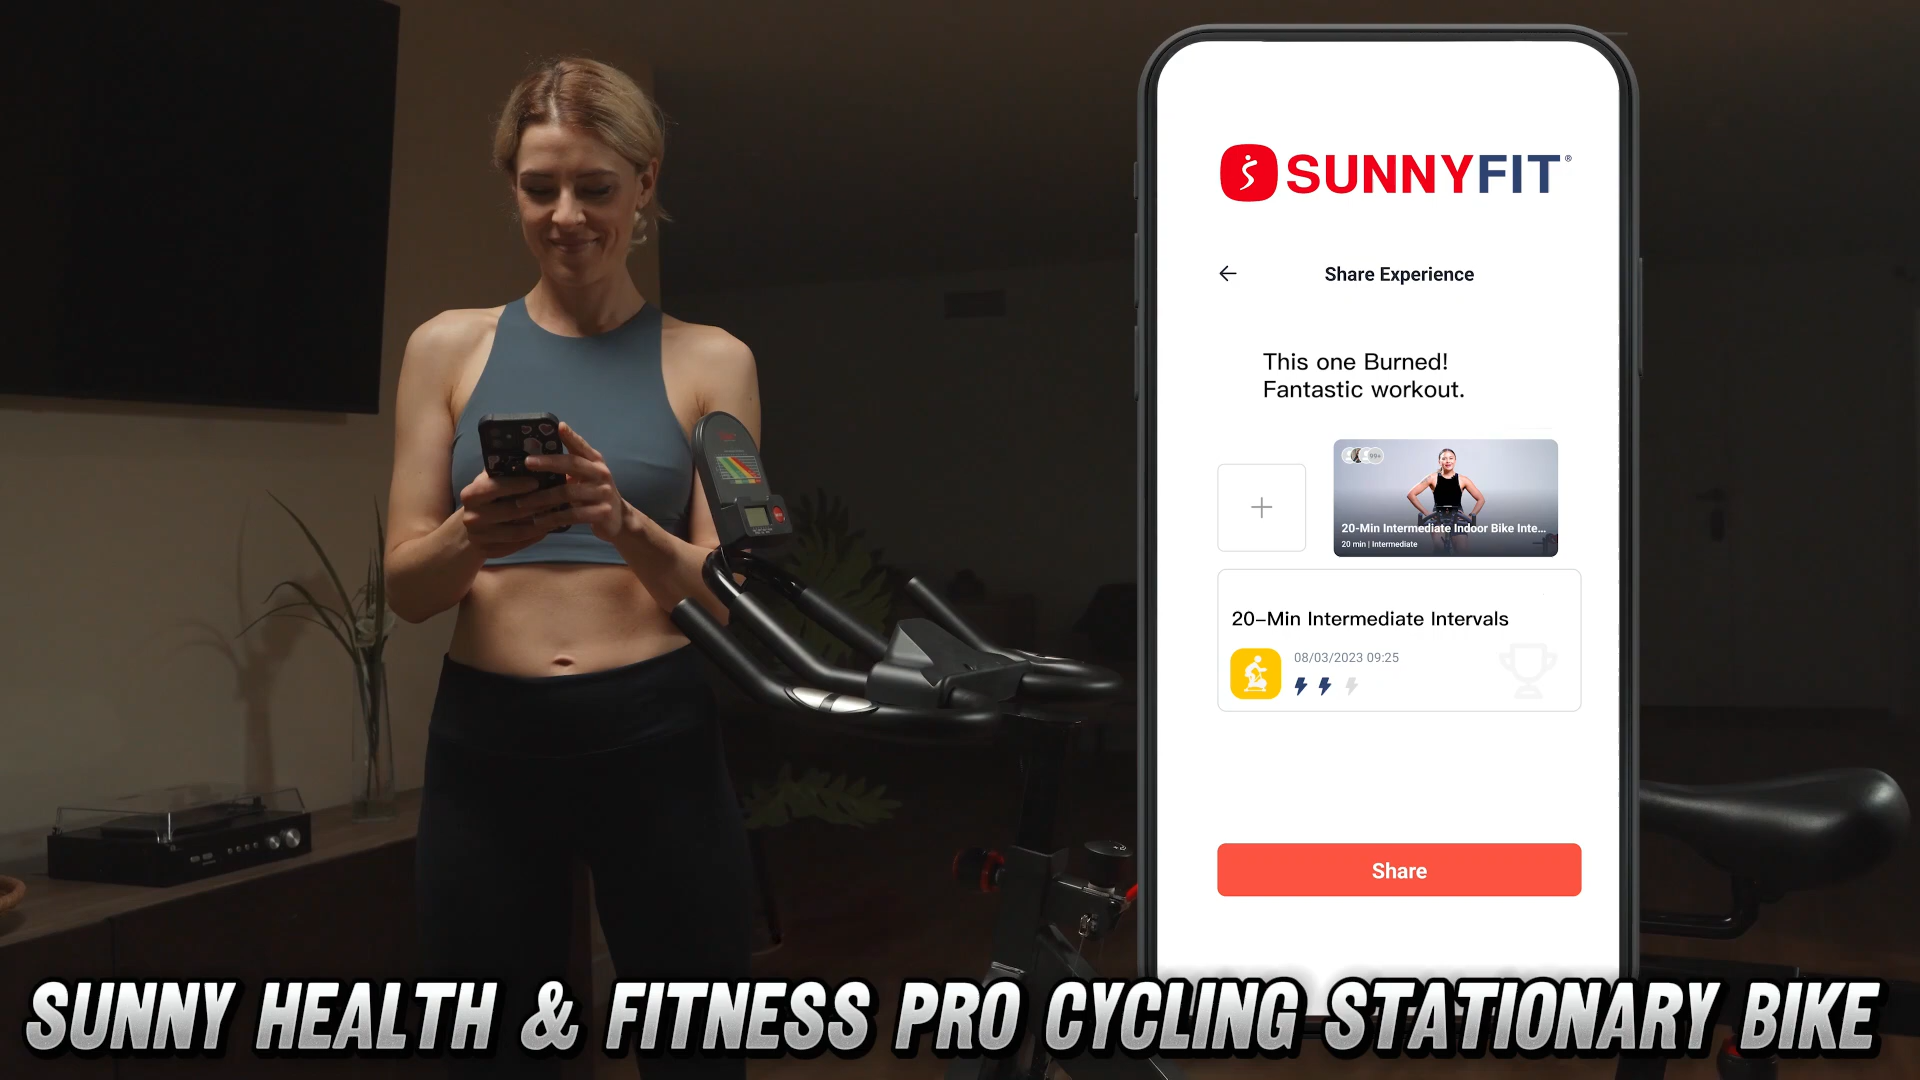 SUNNYFIT®
Share Experience
This one Burned!
Fantastic workout.
99+
20-Min Intermediate Indoor Bike Inte...
20 min | Intermediate
20-Min Intermediate Intervals
08/03/2023 09:25
Share
SUNNY HEALTH & FITNESS PRO CYCLING STATIONARY BIKE